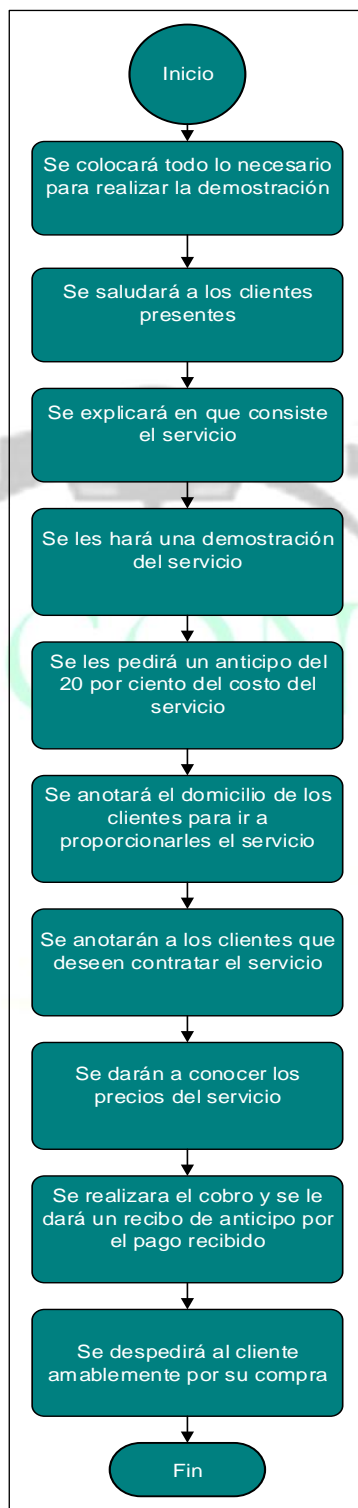 Inicio
Se colocará todo lo necesario
para realizar la demostración
Se saludará a los clientes
presentes
Se explicará en que consiste
el servicio
Se les hará una demostración
del servicio
Se les pedirá un anticipo del
20 por ciento del costo del
servicio
Se anotará el domicilio de los
clientes para ir a
proporcionarles el servicio
Se anotarán a los clientes que
deseen contratar el servicio
Se darán a conocer los
precios del servicio
Se realizara el cobro y se le
dará un recibo de anticipo por
el pago recibido
Se despedirá al cliente
amablemente por su compra
Fin